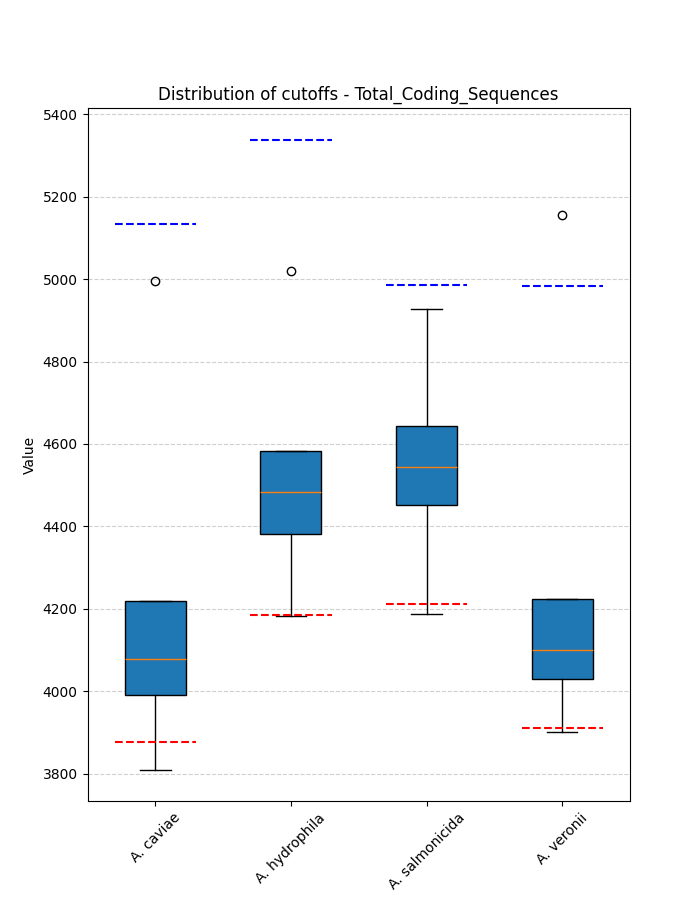 Distribution of cutoffs - Total_Coding_Sequences
5400
5200
5000
4800
4600
4400
4200
4000
3800
Value
A. caviae
A. hydrophila
A. salmonicida
A. veronii